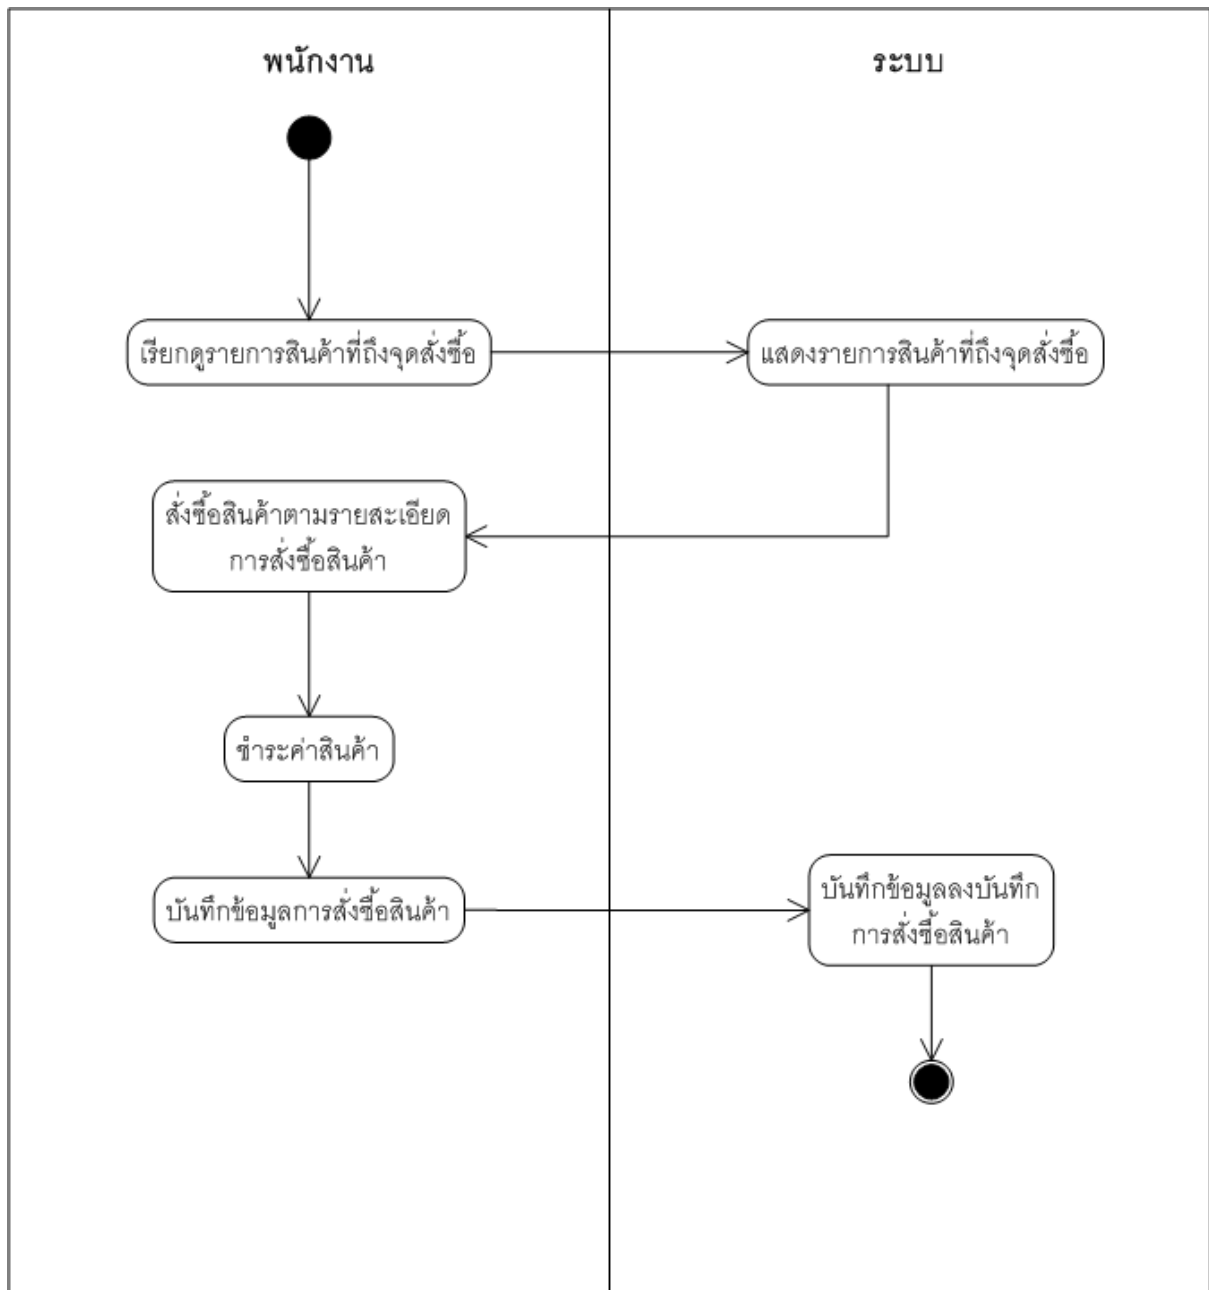 พนักงาน
ระบบ
เรียกดูรายการสินค้าที่ถึงจุดสั่งซื้อ
แสดงรายการสินค้าที่ถึงจุดสั่งซื้อ
สั่งซื้อสินค้าตามรายสะเอียด
การสั่งซื้อสินค้า
ชำระค่าสินค้า
บันทึกข้อมูลการสั่งซื้อสินค้า
บันทึกข้อมูลลงบันทึก
การสั่งซื้อสินค้า